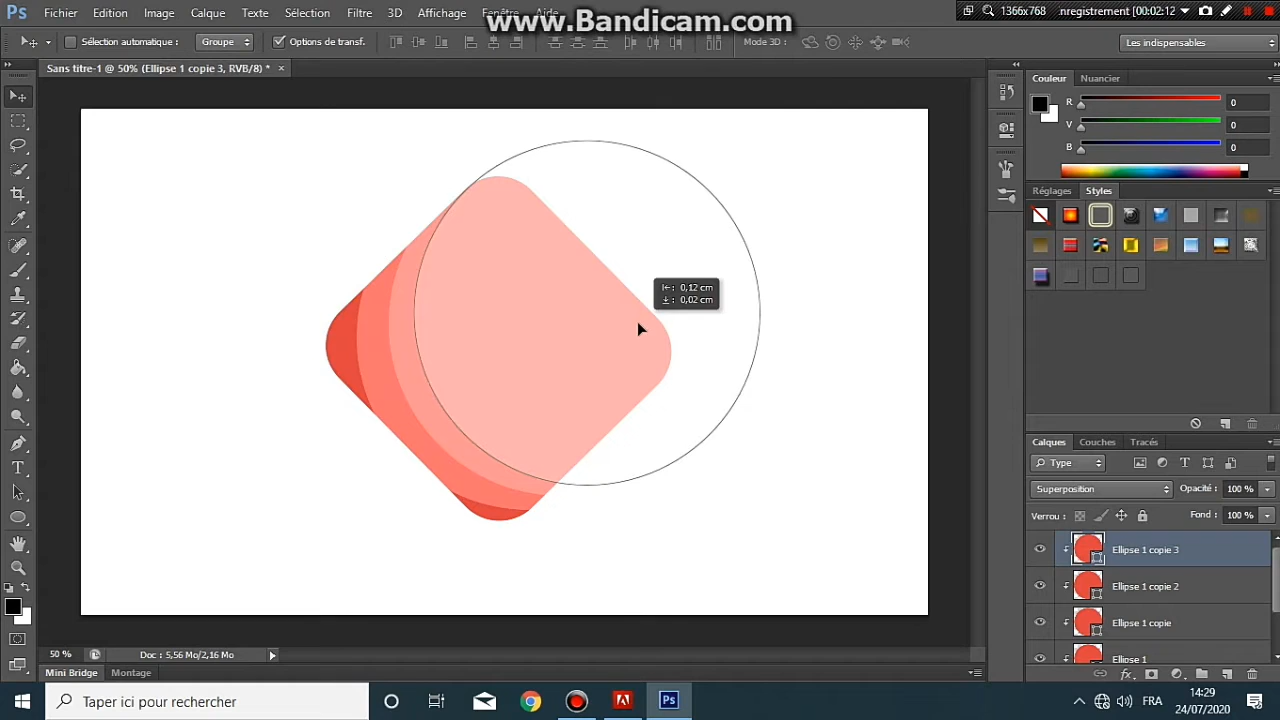 Ps Fichier Edition Image Calque Texte Sélection Filtre 3D Affichage Fenêtre Aide
www.Bandicam.com
1366x768 .nregistrement [00:02:12]
Sélection automatique : Groupe Options de transf. Mode 3D : Les indispensables
Sans titre-1 @ 50% (Ellipse 1 copie 3, RVB/8) * ×
Couleur Nuancier
R 0
V 0
B 0
Réglages Styles
0,12 cm
0,02 cm
Calques Couches Tracés
Type
Superposition Opacité : 100 %
Verrou : Fond : 100 %
Ellipse 1 copie 3
Ellipse 1 copie 2
Ellipse 1 copie
Ellipse 1
50 % Doc : 5,56 Mo/2,16 Mo
Mini Bridge Montage
Taper ici pour rechercher
Ps
FRA
14:29
24/07/2020